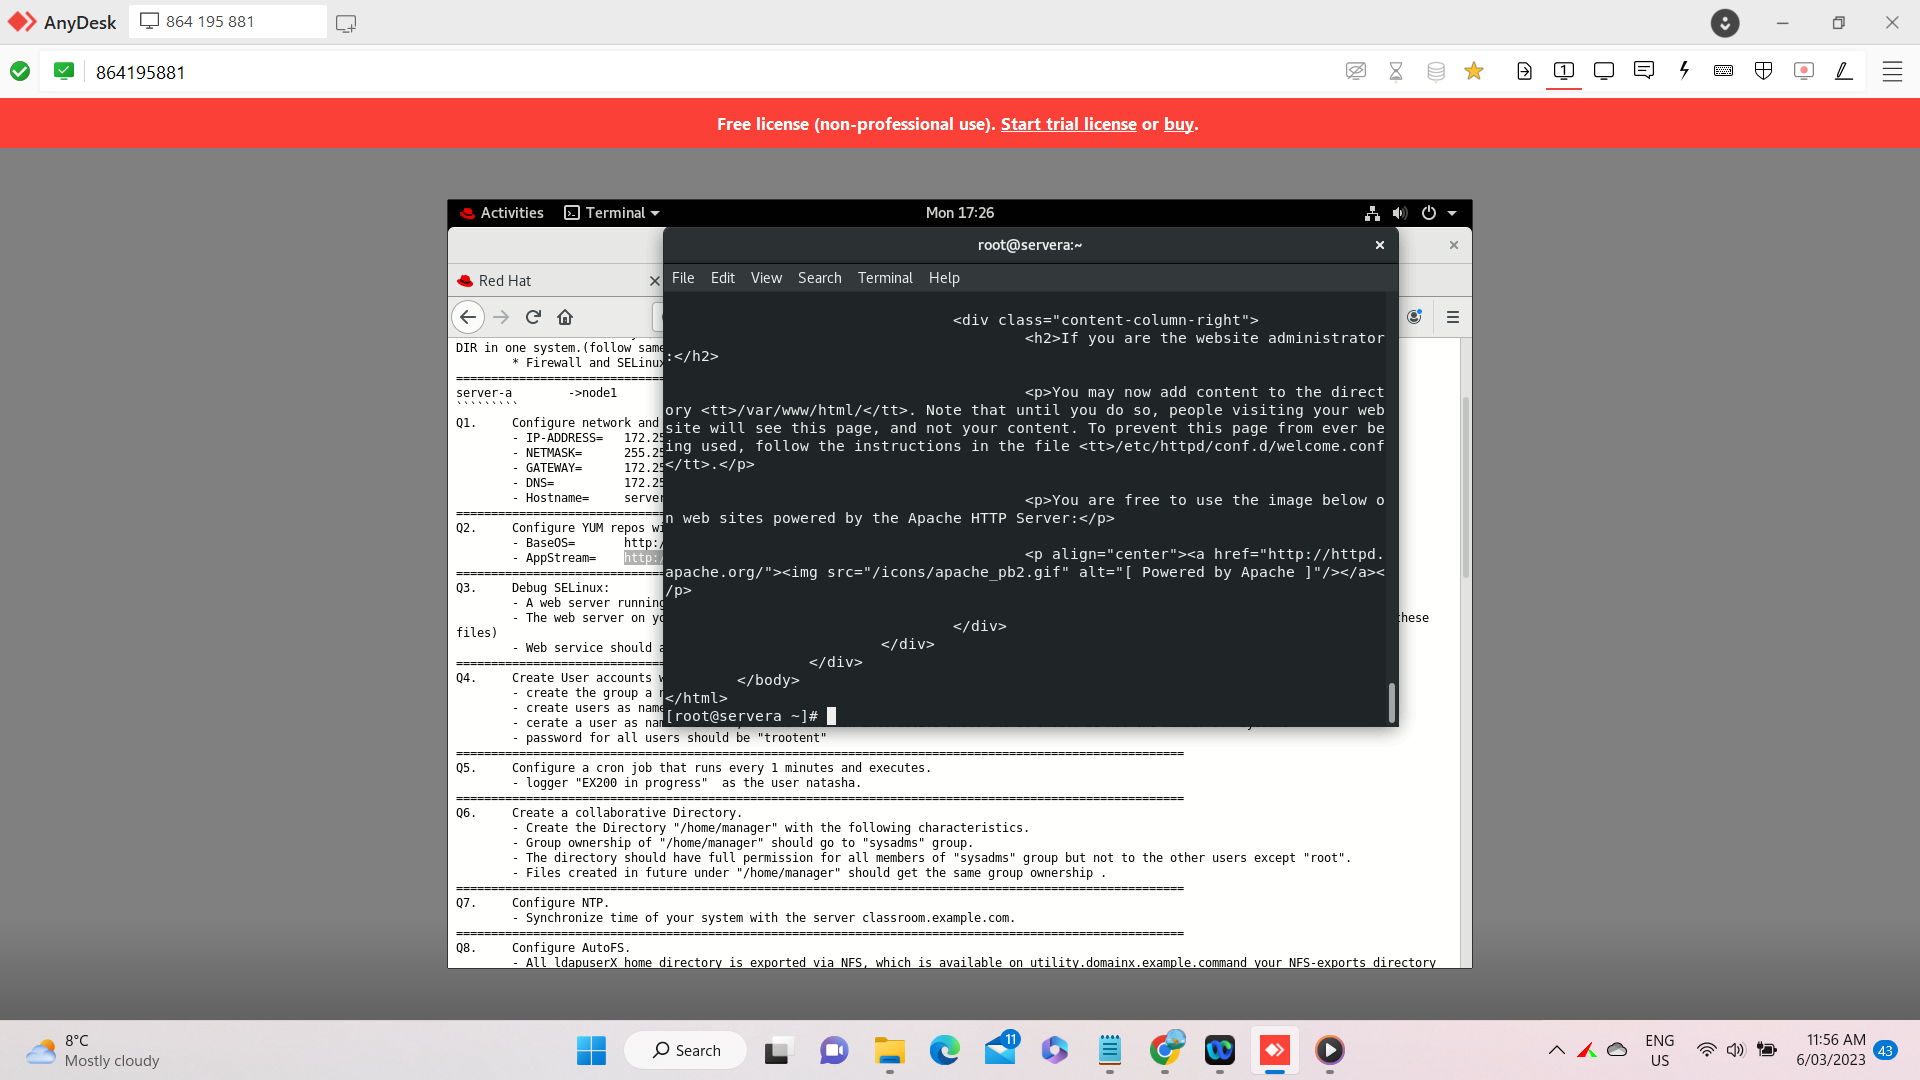 AnyDesk
864 195 881
864195881
1
Free license (non-professional use). Start trial license or buy.
Activities
Terminal
Mon 17:26
root@servera:~
Red Hat
File Edit View Search Terminal Help
<div class="content-column-right">
<h2>If you are the website administrator
:</h2>
<p>You may now add content to the direct
ory <tt>/var/www/html/</tt>. Note that until you do so, people visiting your web
site will see this page, and not your content. To prevent this page from ever be
ing used, follow the instructions in the file <tt>/etc/httpd/conf.d/welcome.conf
</tt>.</p>
<p>You are free to use the image below o
n web sites powered by the Apache HTTP Server:</p>
<p align="center"><a href="http://httpd.
apache.org/"><img src="/icons/apache_pb2.gif" alt="[ Powered by Apache ]"/></a><
/p>
</div>
</div>
</div>
</body>
</html>
[root@servera ~]#
DIR in one system.(follow same
* Firewall and SELinux
========================
server-a ->node1
`````````
Q1. Configure network and
- IP-ADDRESS= 172.25
- NETMASK= 255.25
- GATEWAY= 172.25
- DNS= 172.25
- Hostname= server
Q2. Configure YUM repos wi
- BaseOS= http:/
- AppStream= http:
Q3. Debug SELinux:
- A web server running
- The web server on yo these
files)
- Web service should a
Q4. Create User accounts w
- create the group a n
- create users as name
- cerate a user as nam
- password for all users should be "trootent"
Q5. Configure a cron job that runs every 1 minutes and executes.
- logger "EX200 in progress" as the user natasha.
Q6. Create a collaborative Directory.
- Create the Directory "/home/manager" with the following characteristics.
- Group ownership of "/home/manager" should go to "sysadms" group.
- The directory should have full permission for all members of "sysadms" group but not to the other users except "root".
- Files created in future under "/home/manager" should get the same group ownership .
Q7. Configure NTP.
- Synchronize time of your system with the server classroom.example.com.
Q8. Configure AutoFS.
- All ldapuserX home directory is exported via NFS, which is available on utility.domainx.example.command your NFS-exports directory
8°C
Mostly cloudy
Search
11
ENG
US
11:56 AM
6/03/2023
43